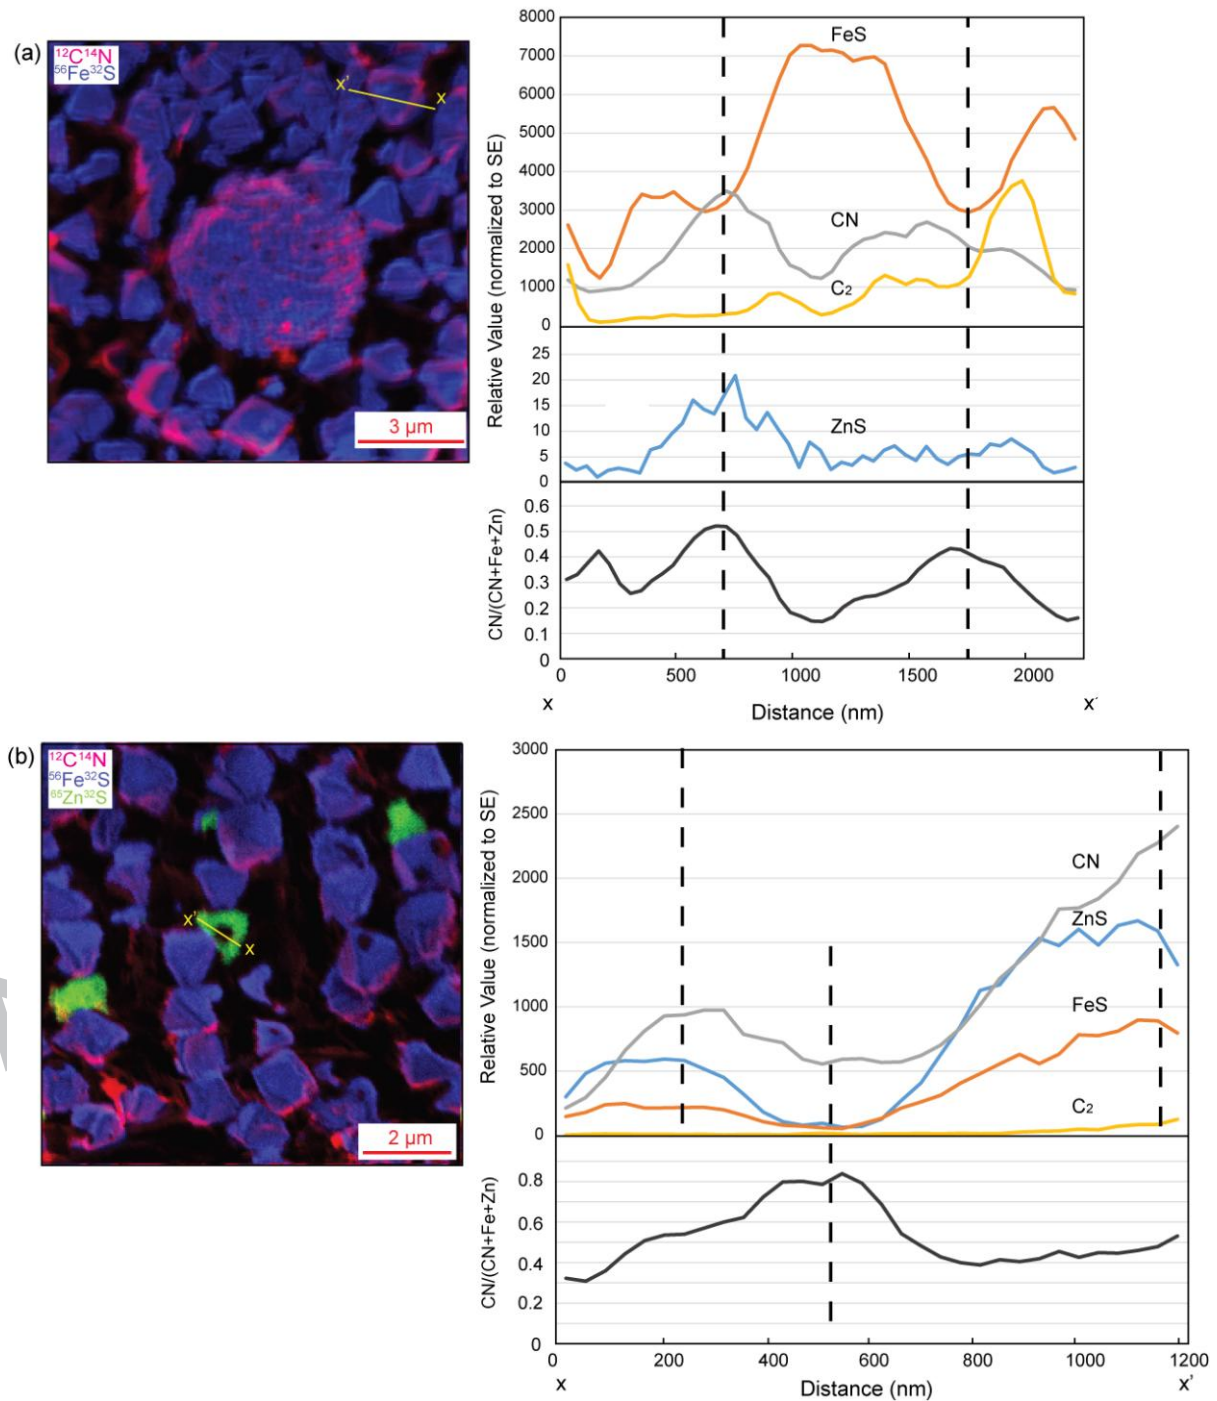 (a)
¹²C¹⁴N
⁵⁶Fe³²S
x'
x
3 µm
Relative Value (normalized to SE)
8000
7000
6000
5000
4000
3000
2000
1000
0
FeS
CN
C₂
25
20
15
10
5
0
ZnS
CN/(CN+Fe+Zn)
0.6
0.5
0.4
0.3
0.2
0.1
0
0 500 1000 1500 2000
x Distance (nm) x'
(b)
¹²C¹⁴N
⁵⁶Fe³²S
⁶⁵Zn³²S
x'
x
2 µm
Relative Value (normalized to SE)
3000
2500
2000
1500
1000
500
0
CN
ZnS
FeS
C₂
CN/(CN+Fe+Zn)
0.8
0.6
0.4
0.2
0
0 200 400 600 800 1000 1200
x Distance (nm) x'